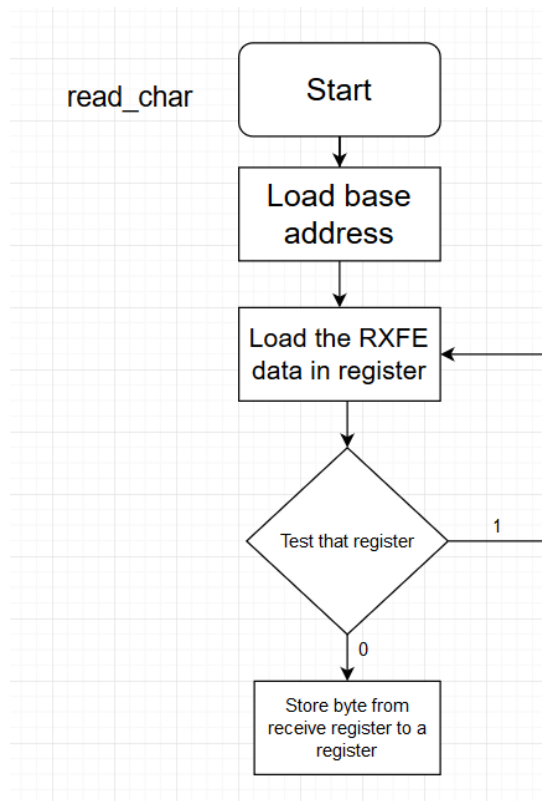 Start
read_char
Load base
address
Load the RXFE
data in register
Test that register
1
0
Store byte from
receive register to a
register